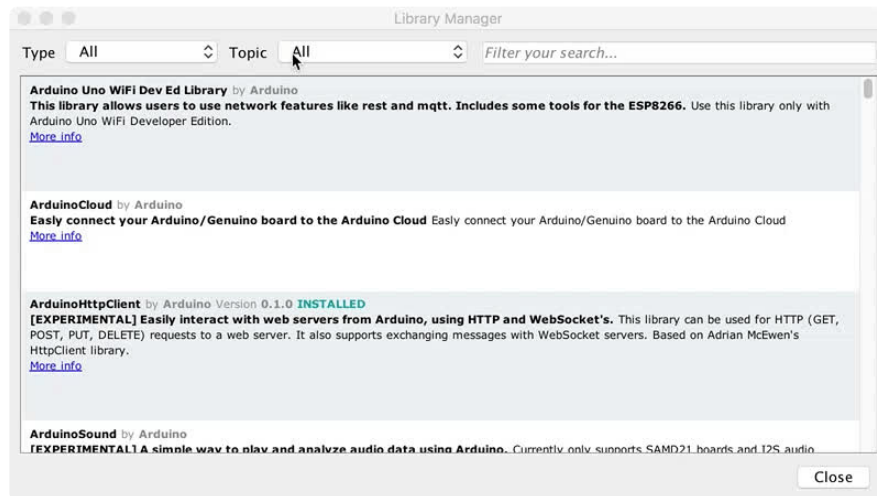 Library Manager
Type All Topic All Filter your search...
Arduino Uno WiFi Dev Ed Library by Arduino
This library allows users to use network features like rest and mqtt. Includes some tools for the ESP8266. Use this library only with
Arduino Uno WiFi Developer Edition.
More info
ArduinoCloud by Arduino
Easly connect your Arduino/Genuino board to the Arduino Cloud Easly connect your Arduino/Genuino board to the Arduino Cloud
More info
ArduinoHttpClient by Arduino Version 0.1.0 INSTALLED
[EXPERIMENTAL] Easily interact with web servers from Arduino, using HTTP and WebSocket's. This library can be used for HTTP (GET,
POST, PUT, DELETE) requests to a web server. It also supports exchanging messages with WebSocket servers. Based on Adrian McEwen's
HttpClient library.
More info
ArduinoSound by Arduino
[EXPERIMENTAL] A simple way to play and analyze audio data using Arduino. Currently only supports SAMD21 boards and I2S audio
Close